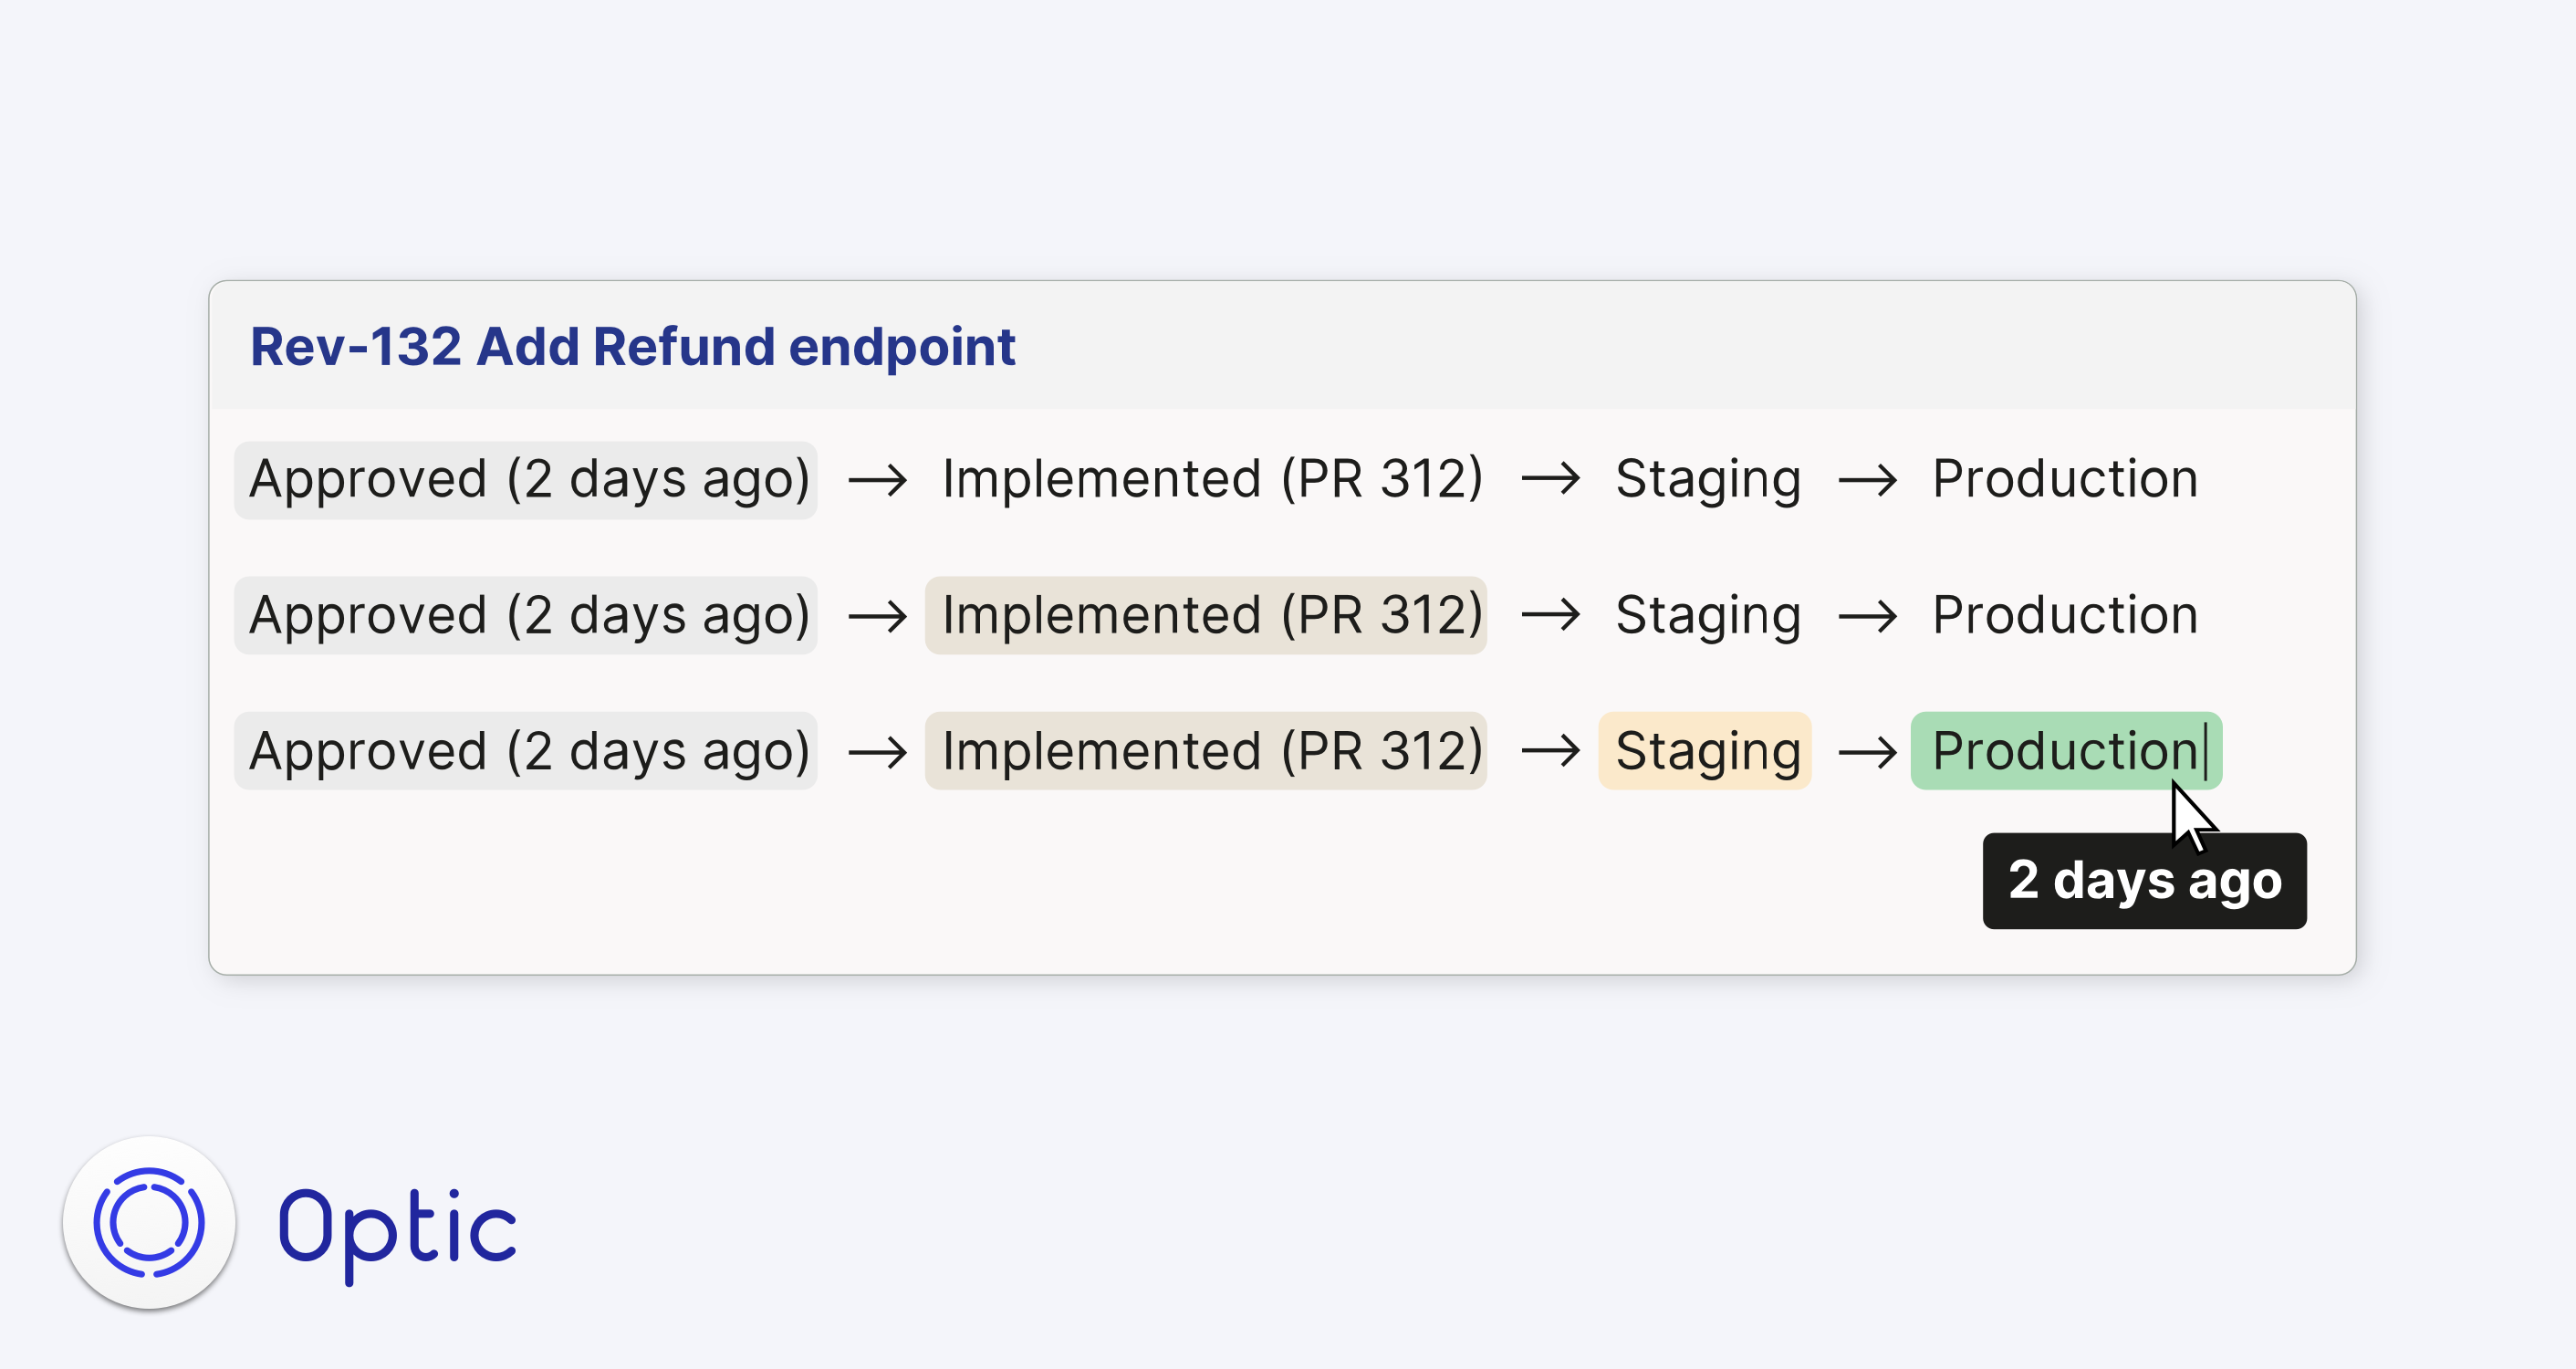 Rev-132 Add Refund endpoint
Approved (2 days ago) → Implemented (PR 312) → Staging → Production
Approved (2 days ago) → Implemented (PR 312) → Staging → Production
Approved (2 days ago) → Implemented (PR 312) → Staging → Production
2 days ago
Optic